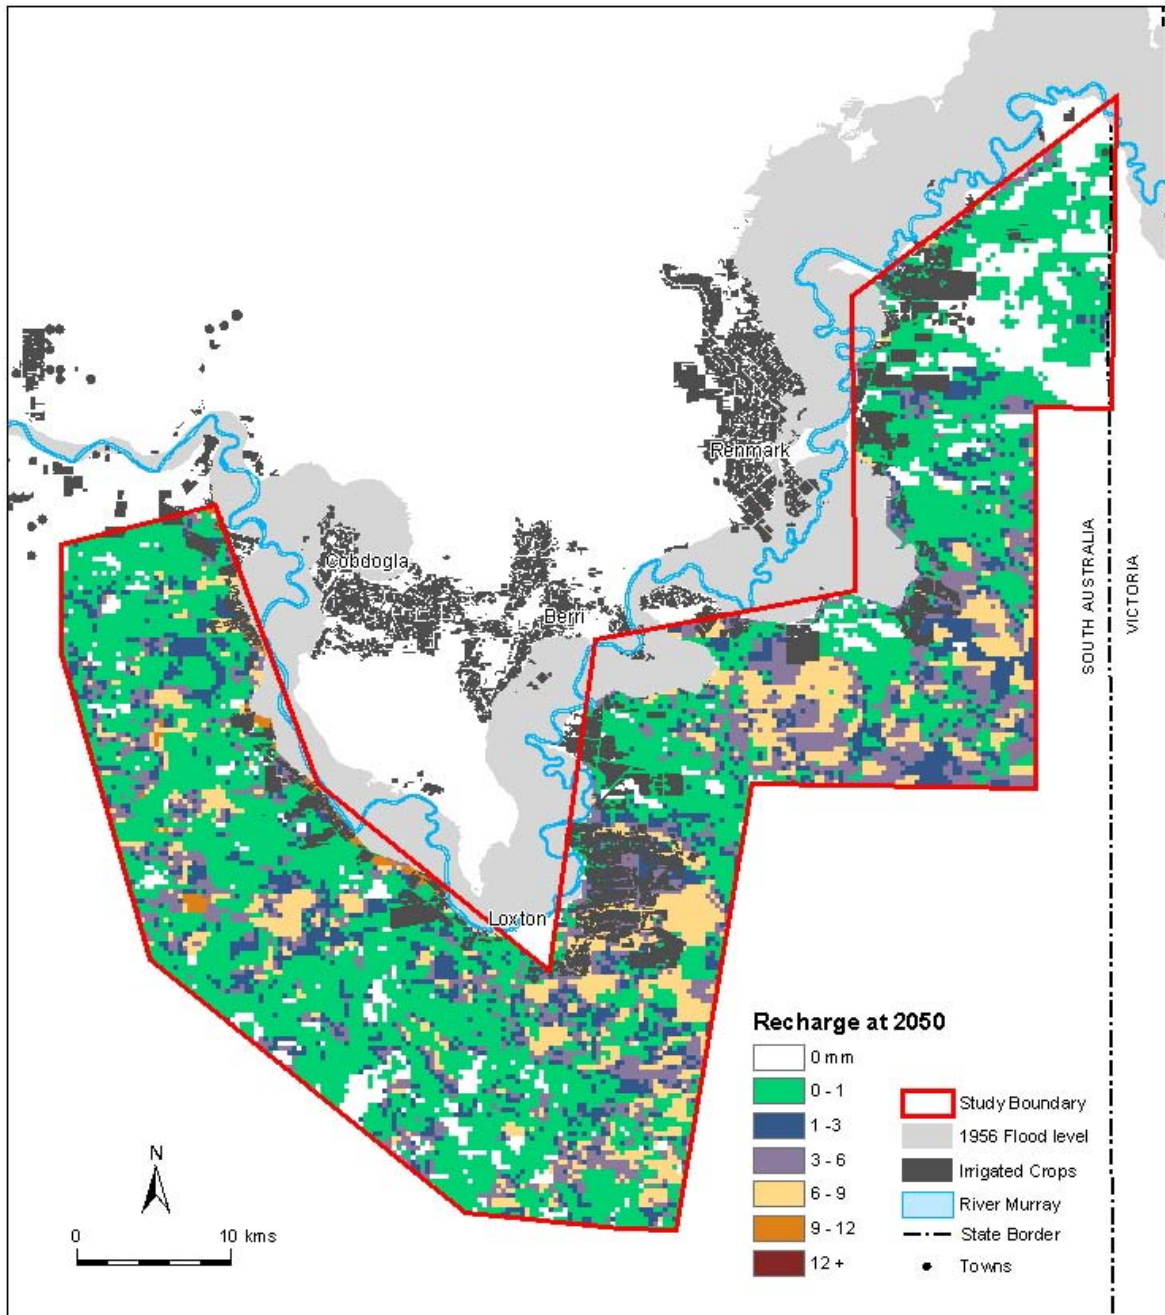 Renmark
Cobdogla
Berri
SOUTH AUSTRALIA
VICTORIA
Loxton
Recharge at 2050
0 mm
0 - 1
1 - 3
3 - 6
6 - 9
9 - 12
12 +
Study Boundary
1956 Flood level
Irrigated Crops
River Murray
State Border
Towns
N
0 10 kms